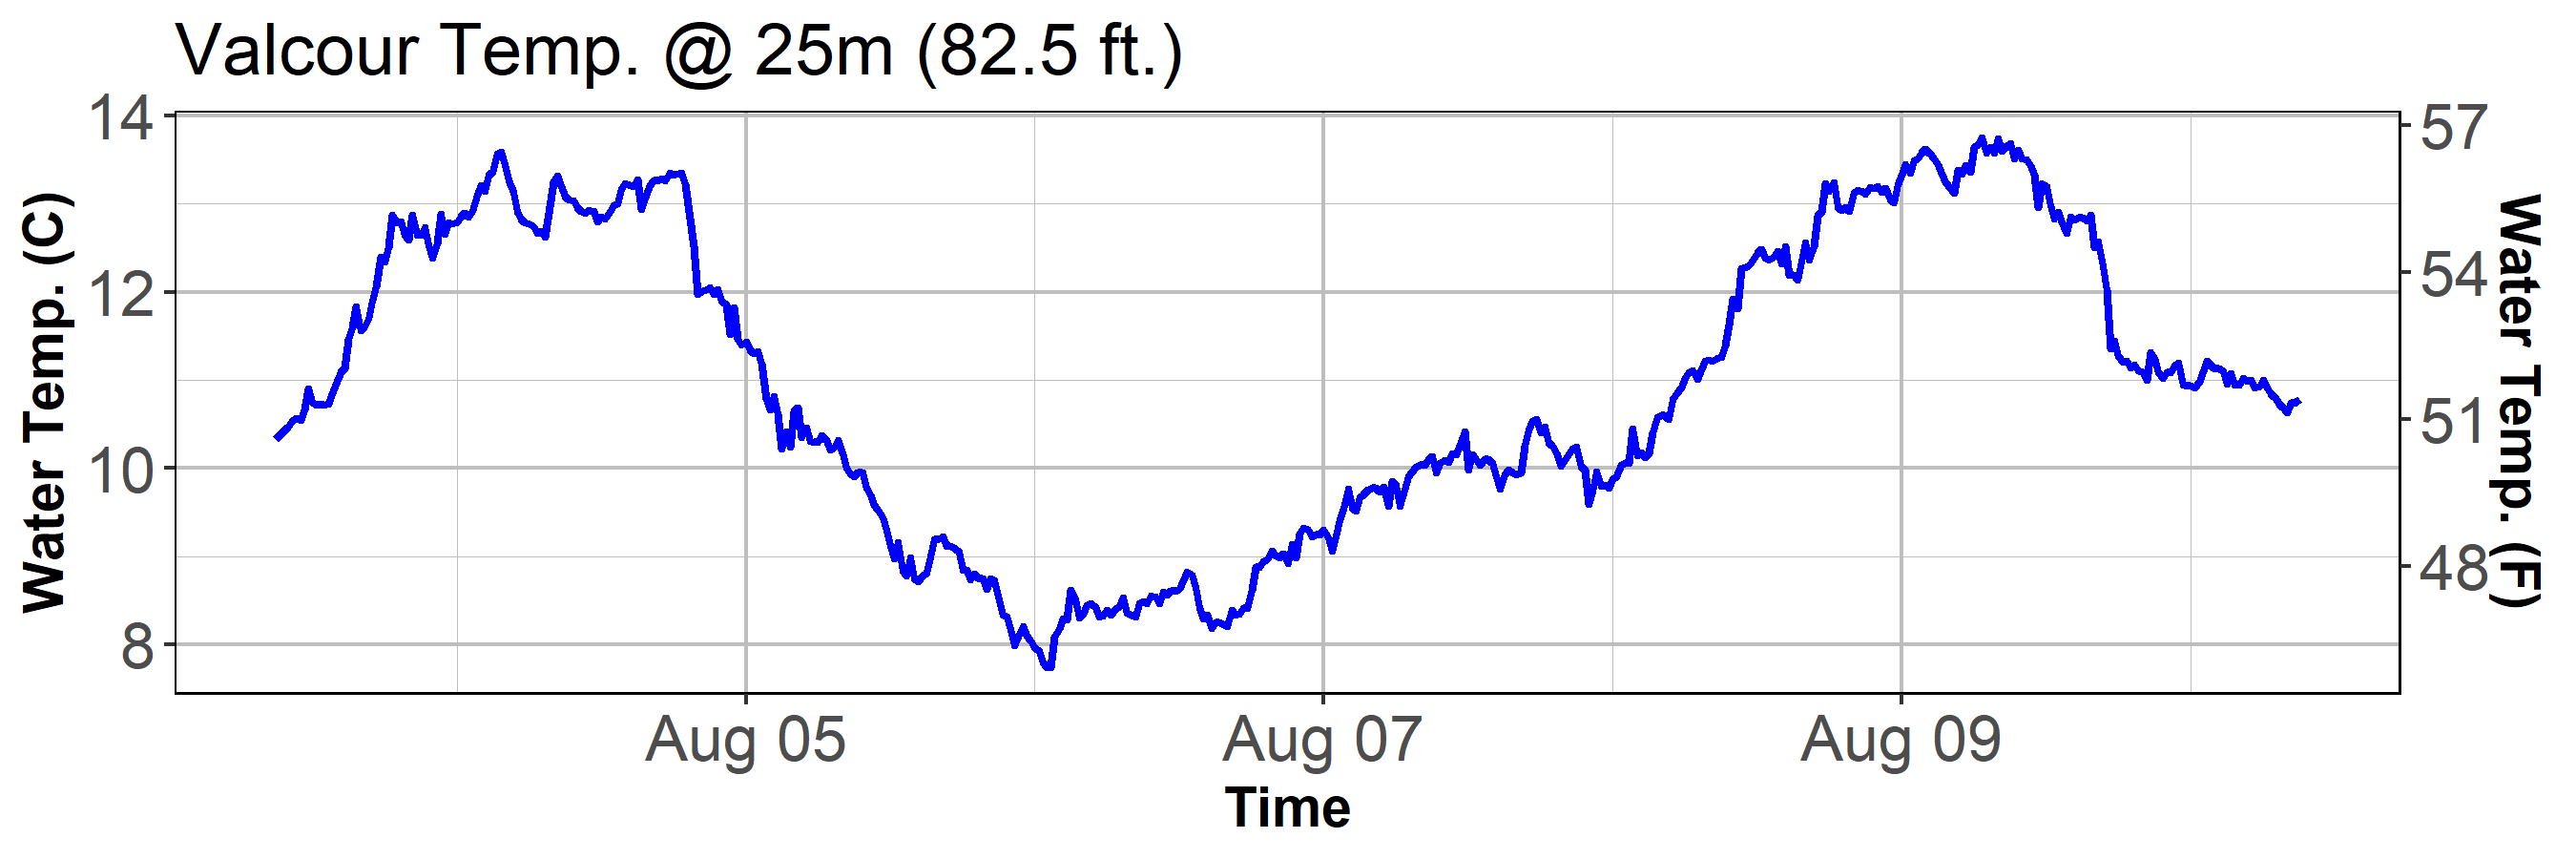 Valcour Temp. @ 25m (82.5 ft.)
14
12
10
8
Water Temp. (C)
57
54
51
48
Water Temp. (F)
Aug 05
Aug 07
Aug 09
Time